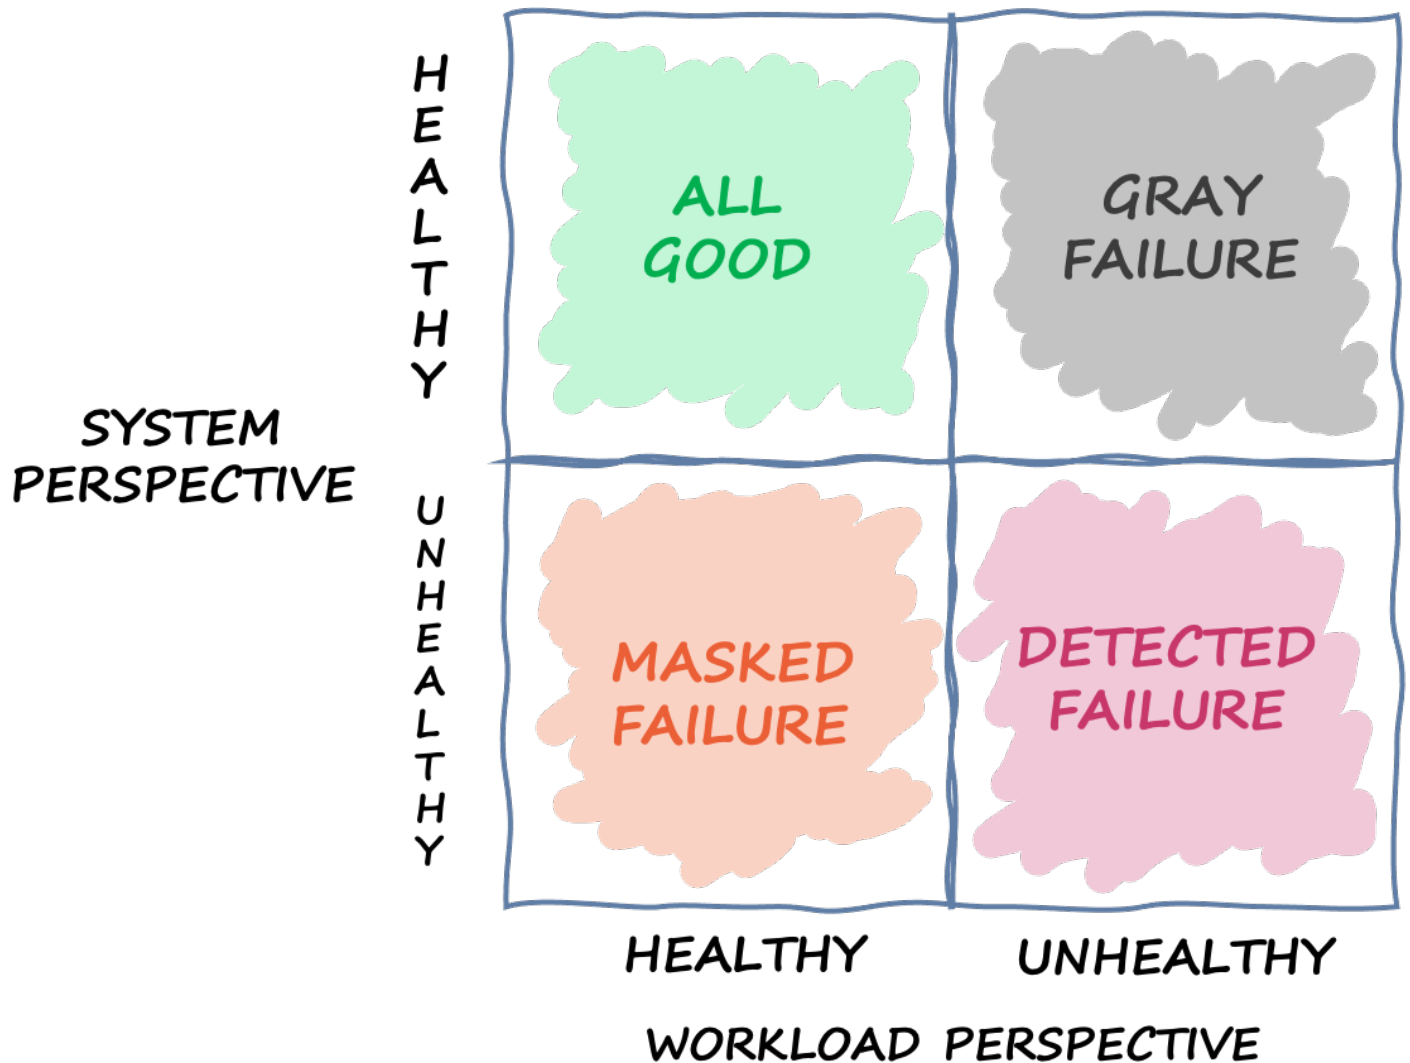 HEALTHY
ALL
GOOD
GRAY
FAILURE
SYSTEM
PERSPECTIVE
UNHEALTHY
MASKED
FAILURE
DETECTED
FAILURE
HEALTHY
UNHEALTHY
WORKLOAD PERSPECTIVE